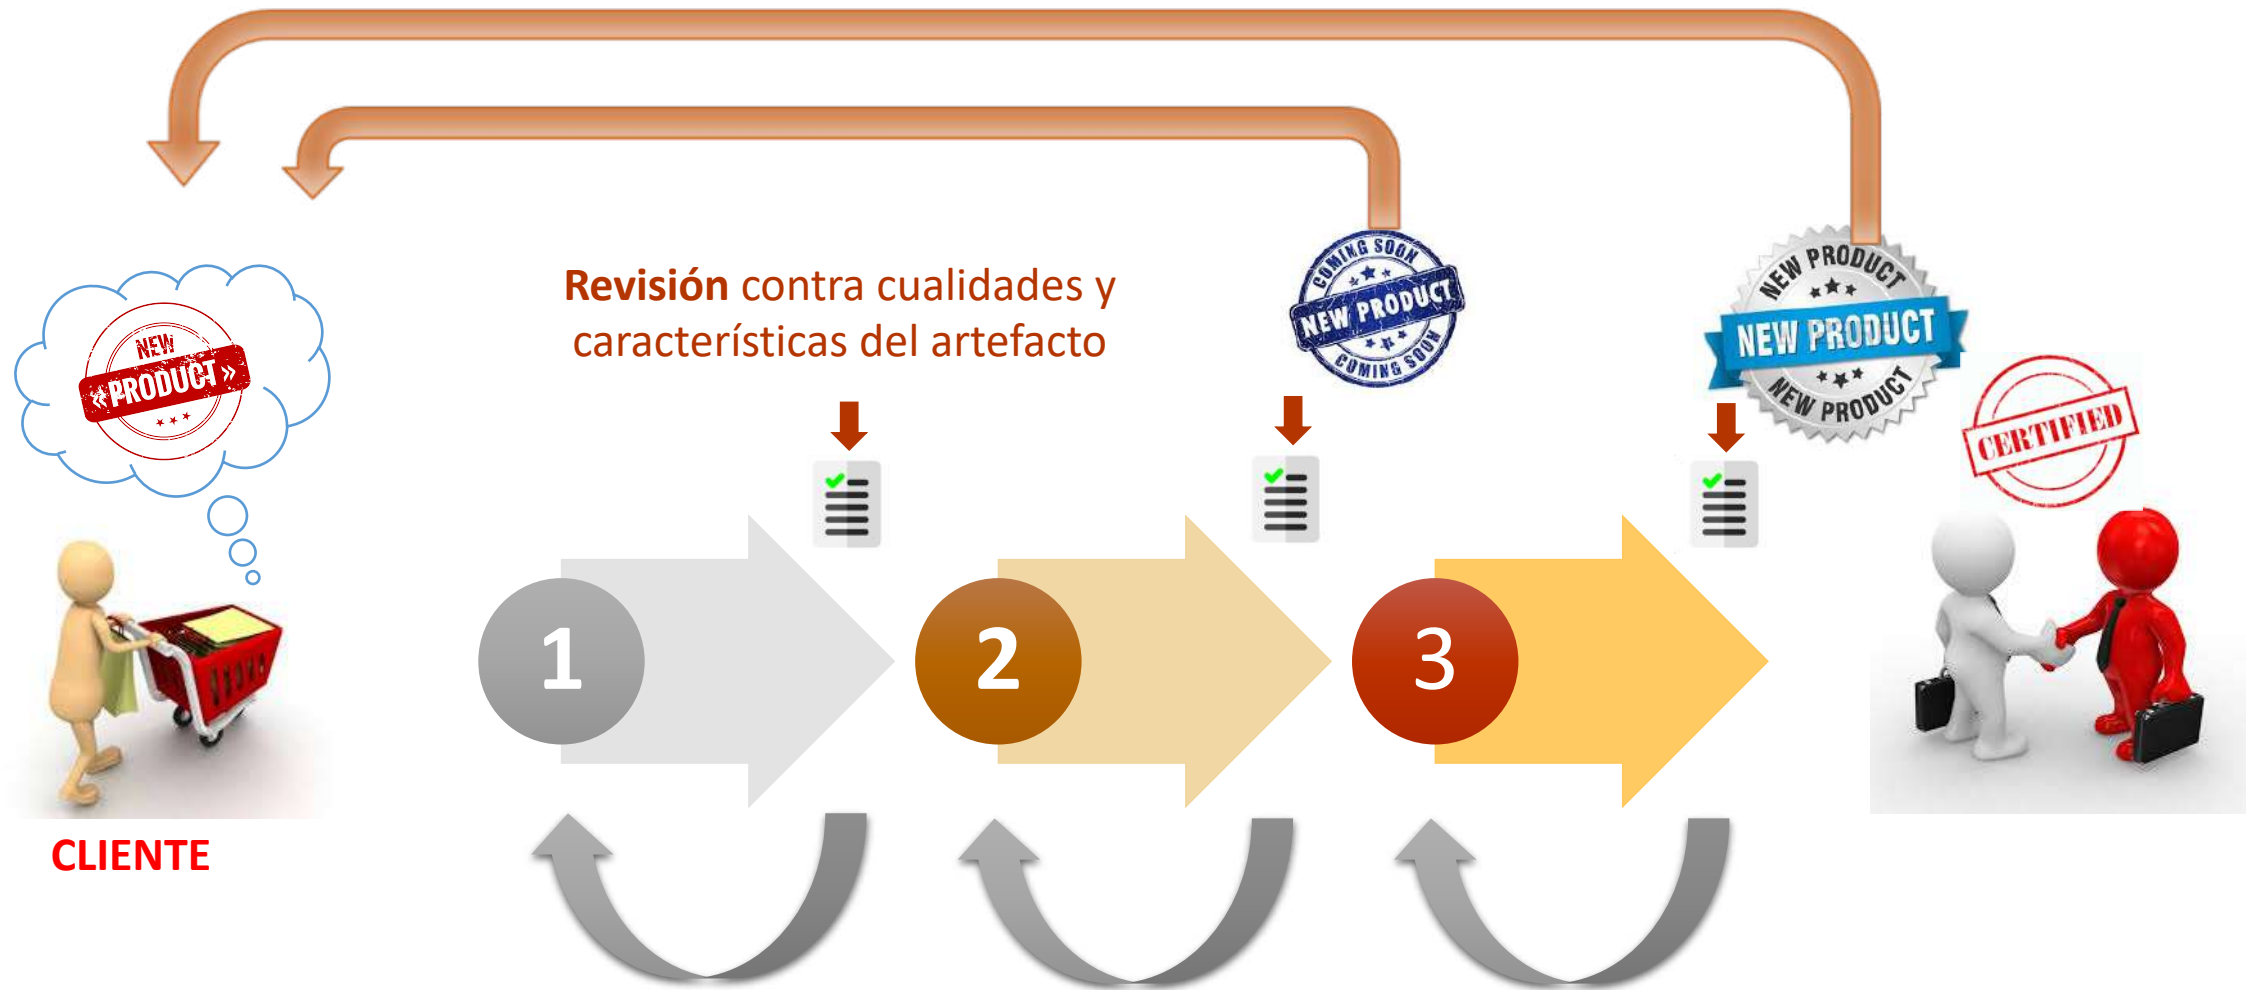 NEW
«PRODUCT»
CLIENTE
Revisión contra cualidades y
características del artefacto
COMING SOON
NEW PRODUCT
COMING SOON
NEW PRODUCT
NEW PRODUCT
NEW PRODUCT
CERTIFIED
1
2
3